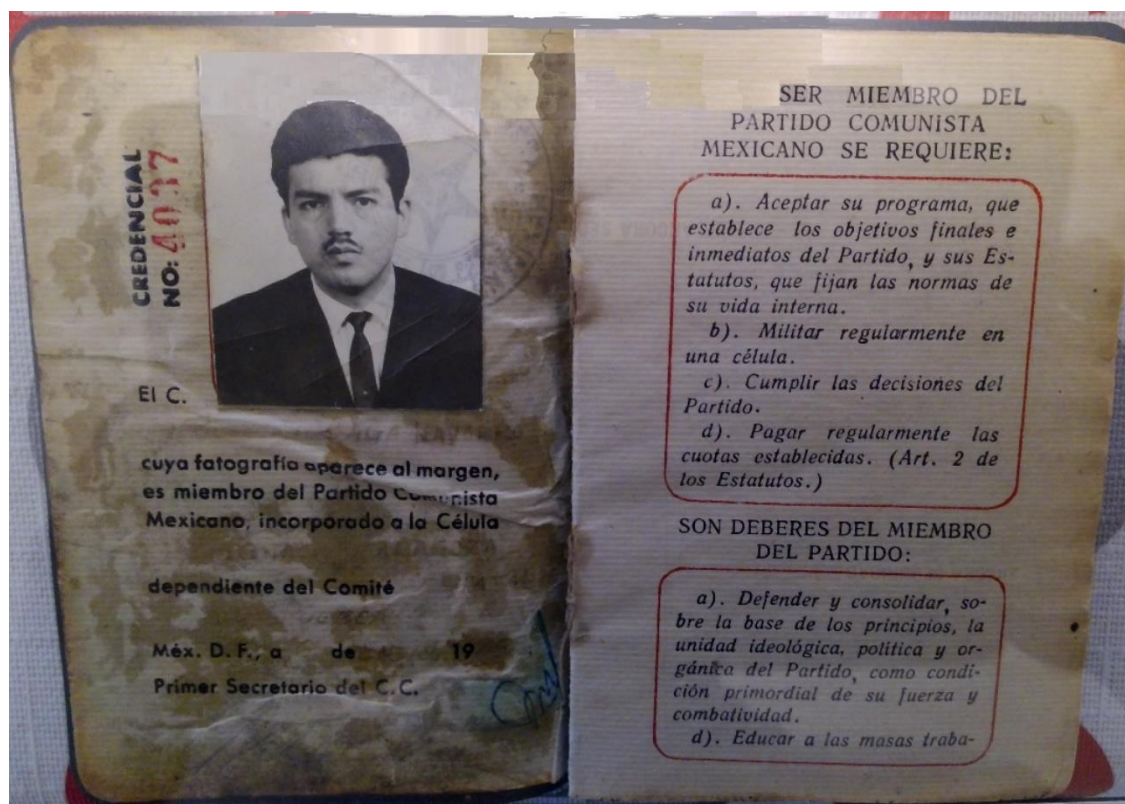 CREDENCIAL
NO: 4037
El C.
cuya fatografía aparece al margen,
es miembro del Partido Comunista
Mexicano, incorporado a la Célula
dependiente del Comité
Méx. D. F., a de 19
Primer Secretario del C.C.
SER MIEMBRO DEL
PARTIDO COMUNISTA
MEXICANO SE REQUIERE:
a). Aceptar su programa, que
establece los objetivos finales e
inmediatos del Partido, y sus Es-
tatutos, que fijan las normas de
su vida interna.
b). Militar regularmente en
una célula.
c). Cumplir las decisiones del
Partido.
d). Pagar regularmente las
cuotas establecidas. (Art. 2 de
los Estatutos.)
SON DEBERES DEL MIEMBRO
DEL PARTIDO:
a). Defender y consolidar, so-
bre la base de los principios, la
unidad ideológica, política y or-
gánica del Partido, como condi-
ción primordial de su fuerza y
combatividad.
d). Educar a las masas traba-